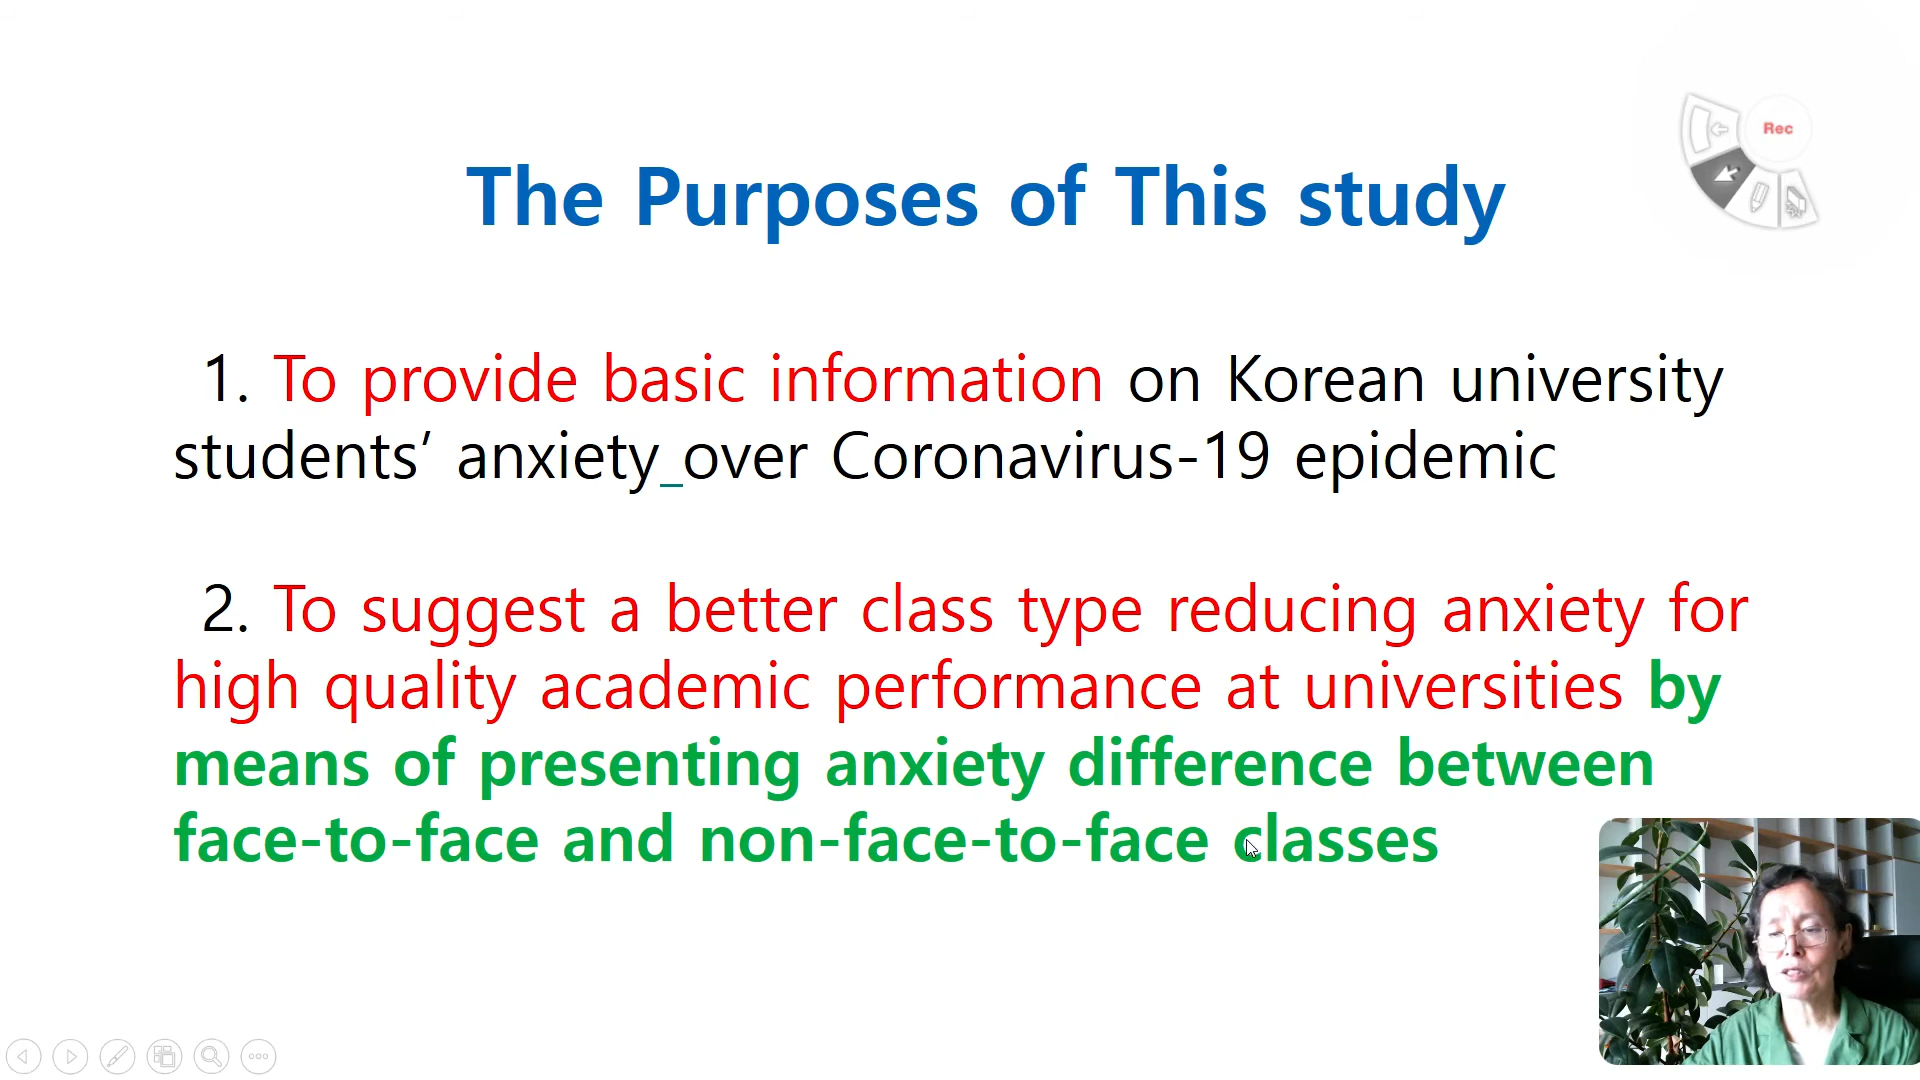 Rec
The Purposes of This study
1. To provide basic information on Korean university
students’ anxiety_over Coronavirus-19 epidemic
2. To suggest a better class type reducing anxiety for
high quality academic performance at universities by
means of presenting anxiety difference between
face-to-face and non-face-to-face classes